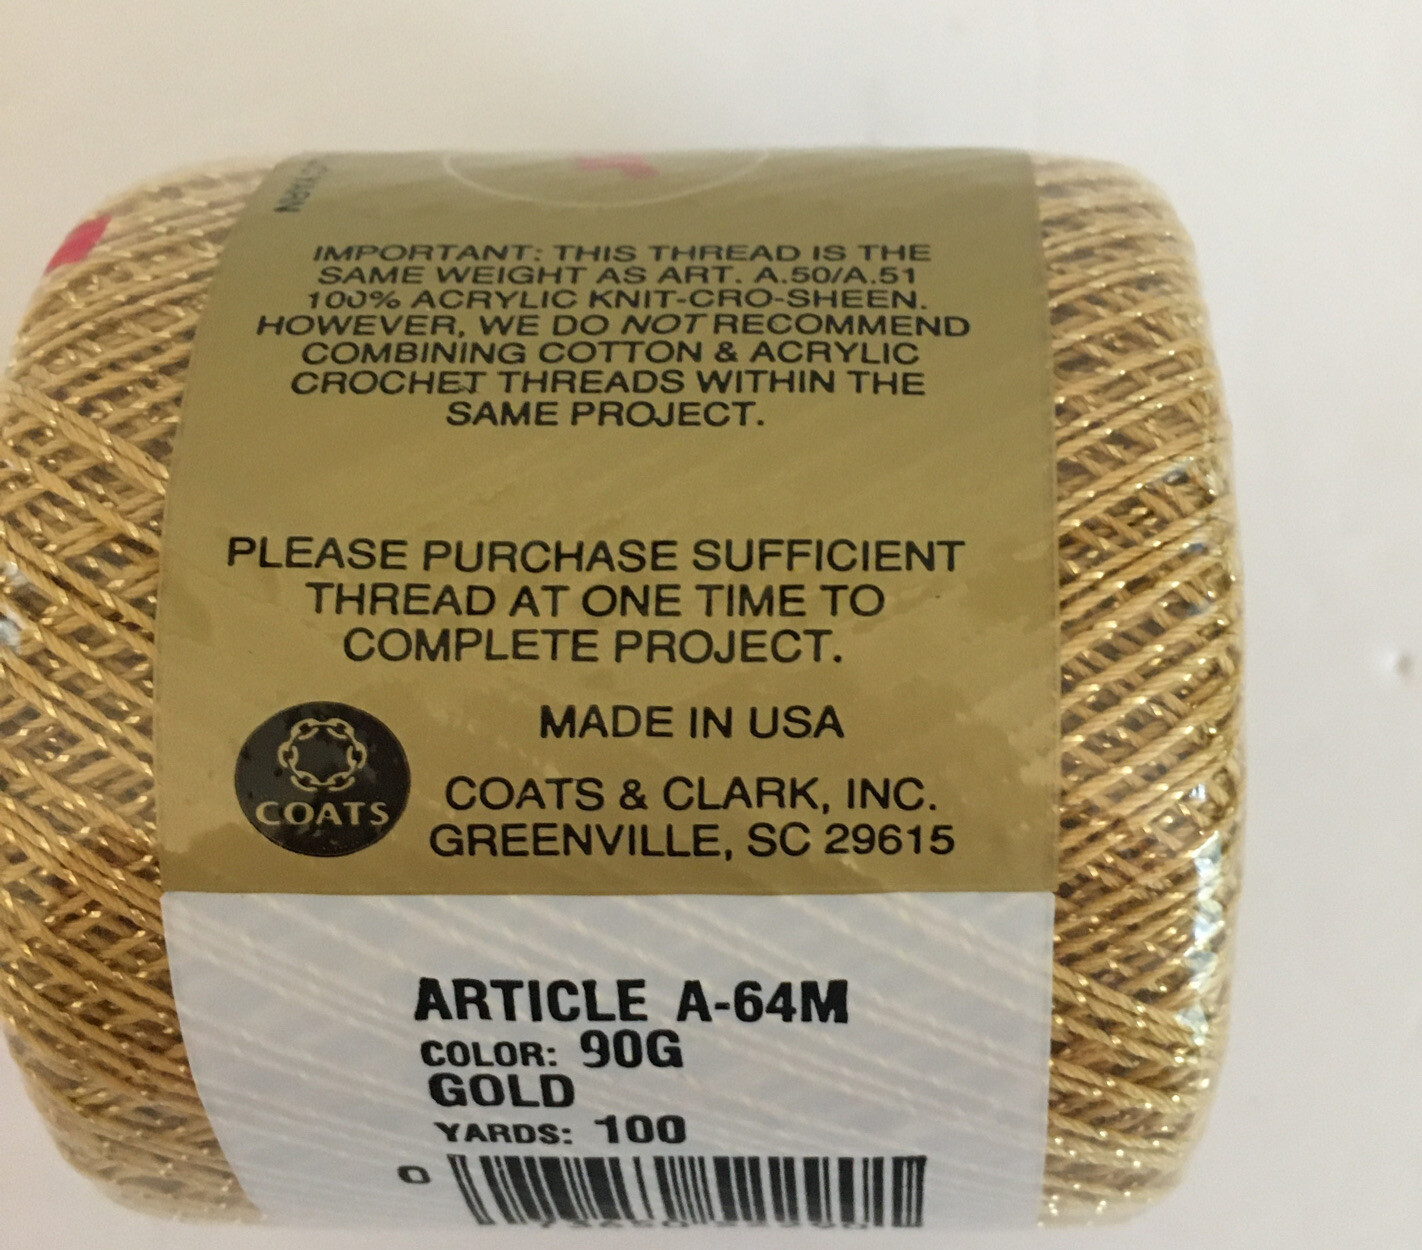 YARN
IMPORTANT: THIS THREAD IS THE
SAME WEIGHT AS ART. A.50/A.51
100% ACRYLIC KNIT-CRO-SHEEN.
HOWEVER, WE DO NOT RECOMMEND
COMBINING COTTON & ACRYLIC
CROCHET THREADS WITHIN THE
SAME PROJECT.
PLEASE PURCHASE SUFFICIENT
THREAD AT ONE TIME TO
COMPLETE PROJECT.
MADE IN USA
COATS
COATS & CLARK, INC.
GREENVILLE, SC 29615
ARTICLE A-64M
COLOR: 90G
GOLD
YARDS: 100
0